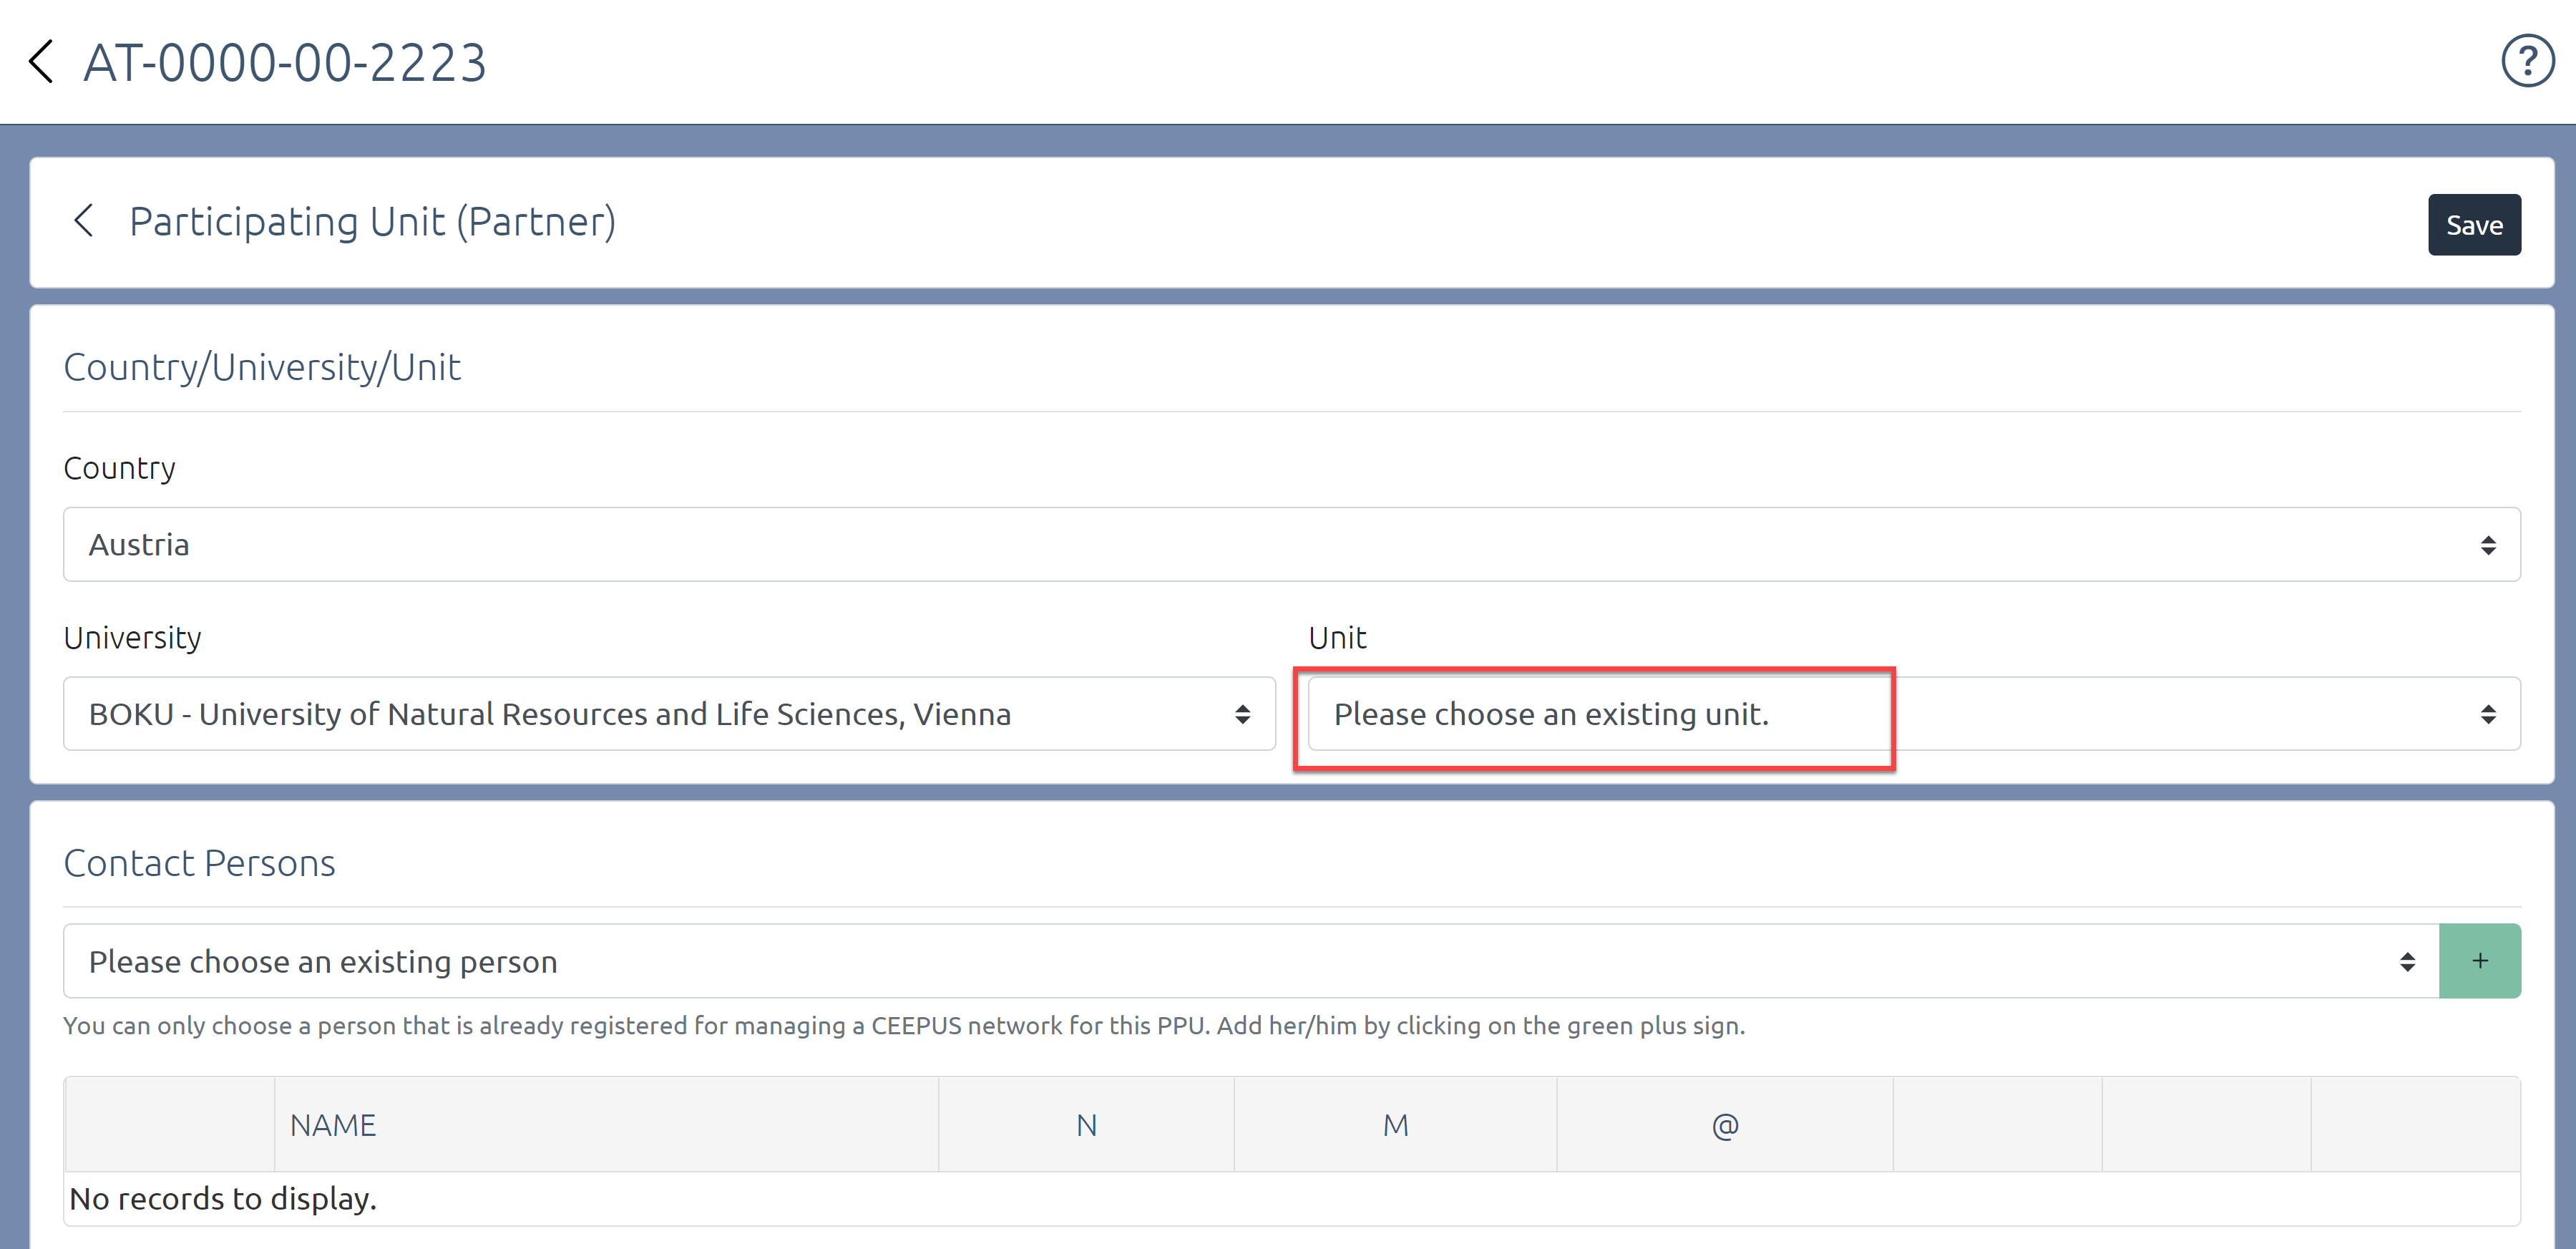 AT-0000-00-2223
?
Participating Unit (Partner)
Save
Country/University/Unit
Country
Austria
University
Unit
BOKU - University of Natural Resources and Life Sciences, Vienna
Please choose an existing unit.
Contact Persons
Please choose an existing person
+
You can only choose a person that is already registered for managing a CEEPUS network for this PPU. Add her/him by clicking on the green plus sign.
NAME N M @
No records to display.